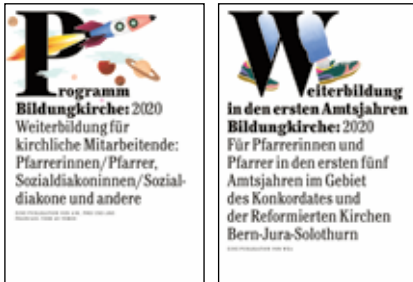 Programm
Bildungkirche: 2020
Weiterbildung für
kirchliche Mitarbeitende:
Pfarrerinnen/Pfarrer,
Sozialdiakoninnen/Sozial-
diakone und andere
Weiterbildung
in den ersten Amtsjahren
Bildungkirche: 2020
Für Pfarrerinnen und
Pfarrer in den ersten fünf
Amtsjahren im Gebiet
des Konkordates und
der Reformierten Kirchen
Bern-Jura-Solothurn